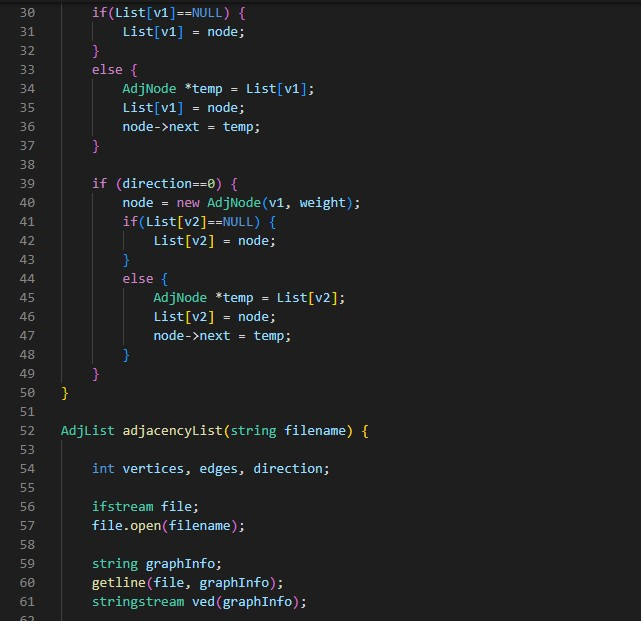 30 if(List[v1]==NULL) {
31 List[v1] = node;
32 }
33 else {
34 AdjNode *temp = List[v1];
35 List[v1] = node;
36 node->next = temp;
37 }
38
39 if (direction==0) {
40 node = new AdjNode(v1, weight);
41 if(List[v2]==NULL) {
42 List[v2] = node;
43 }
44 else {
45 AdjNode *temp = List[v2];
46 List[v2] = node;
47 node->next = temp;
48 }
49 }
50 }
51
52 AdjList adjacencyList(string filename) {
53
54 int vertices, edges, direction;
55
56 ifstream file;
57 file.open(filename);
58
59 string graphInfo;
60 getline(file, graphInfo);
61 stringstream ved(graphInfo);
62